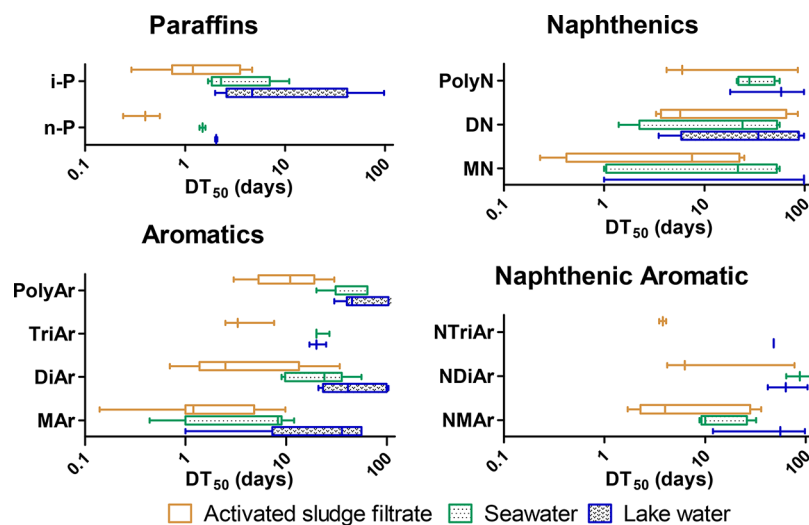 Paraffins
i-P
n-P
0.1 1 10 100
DT50 (days)
Naphthenics
PolyN
DN
MN
0.1 1 10 100
DT50 (days)
Aromatics
PolyAr
TriAr
DiAr
MAr
0.1 1 10 100
DT50 (days)
Naphthenic Aromatic
NTriAr
NDiAr
NMAr
0.1 1 10 100
DT50 (days)
Activated sludge filtrate Seawater Lake water